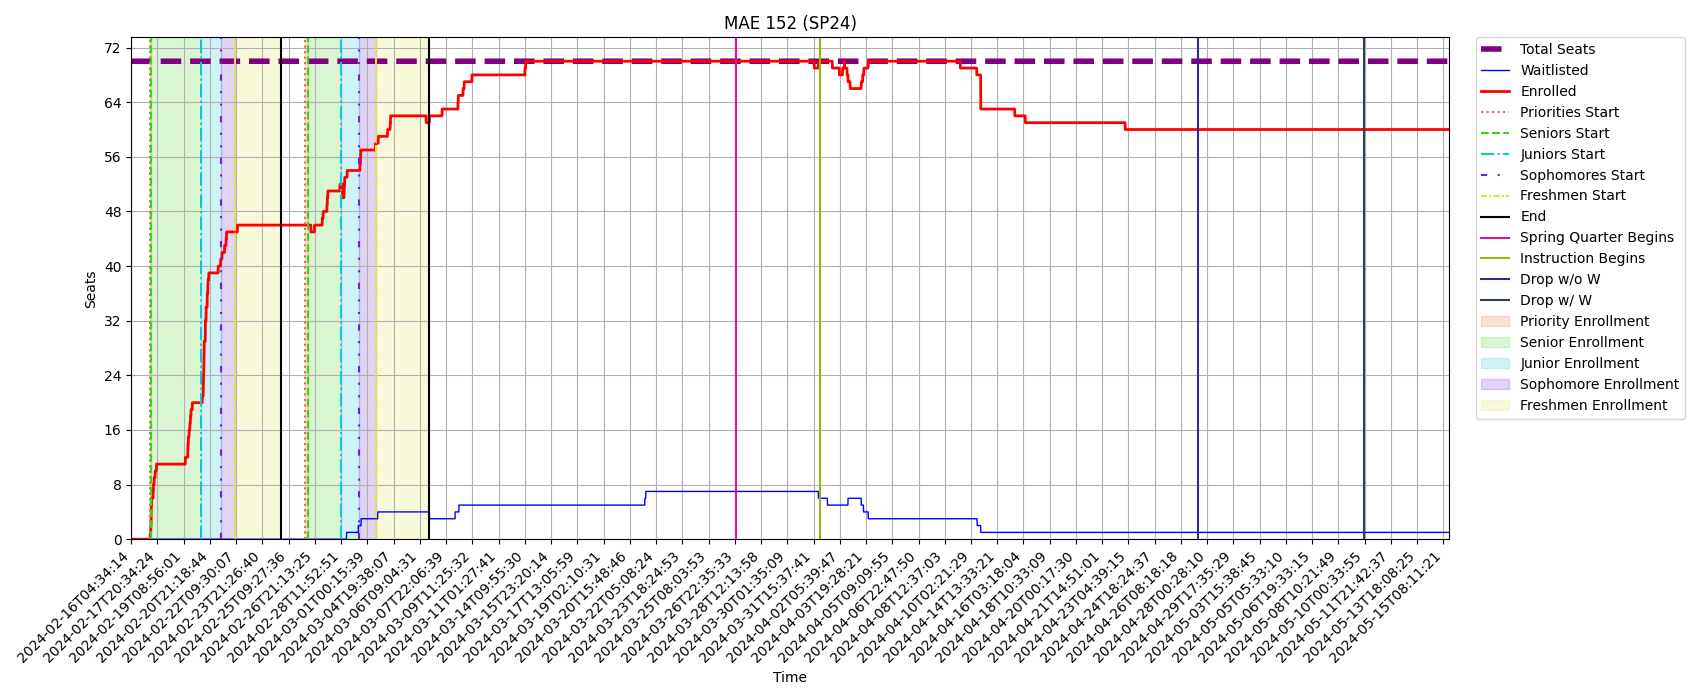 MAE 152 (SP24)
Seats
72
64
56
48
40
32
24
16
8
0
2024-02-16T04:34:14
2024-02-17T20:34:24
2024-02-19T08:56:01
2024-02-20T21:18:44
2024-02-22T09:30:07
2024-02-23T21:26:40
2024-02-25T09:27:36
2024-02-26T21:13:25
2024-02-28T11:52:51
2024-03-01T00:15:39
2024-03-04T19:38:07
2024-03-06T09:04:31
2024-03-07T22:06:39
2024-03-11T01:25:32
2024-03-11T01:27:41
2024-03-14T09:55:30
2024-03-15T23:20:14
2024-03-17T13:05:59
2024-03-19T02:10:31
2024-03-20T15:48:46
2024-03-22T05:08:24
2024-03-23T18:24:53
2024-03-25T08:03:53
2024-03-26T22:35:33
2024-03-28T12:13:58
2024-03-30T01:35:09
2024-03-31T15:37:41
2024-04-02T05:39:47
2024-04-03T19:28:21
2024-04-05T09:09:55
2024-04-06T22:47:50
2024-04-08T12:37:03
2024-04-10T02:21:29
2024-04-14T13:33:21
2024-04-16T03:18:04
2024-04-18T10:33:09
2024-04-20T00:17:30
2024-04-21T14:51:01
2024-04-23T04:39:15
2024-04-24T18:24:37
2024-04-26T08:18:18
2024-04-28T00:28:10
2024-04-29T17:35:29
2024-05-03T15:38:45
2024-05-05T05:33:10
2024-05-06T19:33:15
2024-05-08T10:21:49
2024-05-10T00:33:55
2024-05-11T21:42:37
2024-05-13T18:08:25
2024-05-15T08:11:21
Time
Total Seats
Waitlisted
Enrolled
Priorities Start
Seniors Start
Juniors Start
Sophomores Start
Freshmen Start
End
Spring Quarter Begins
Instruction Begins
Drop w/o W
Drop w/ W
Priority Enrollment
Senior Enrollment
Junior Enrollment
Sophomore Enrollment
Freshmen Enrollment